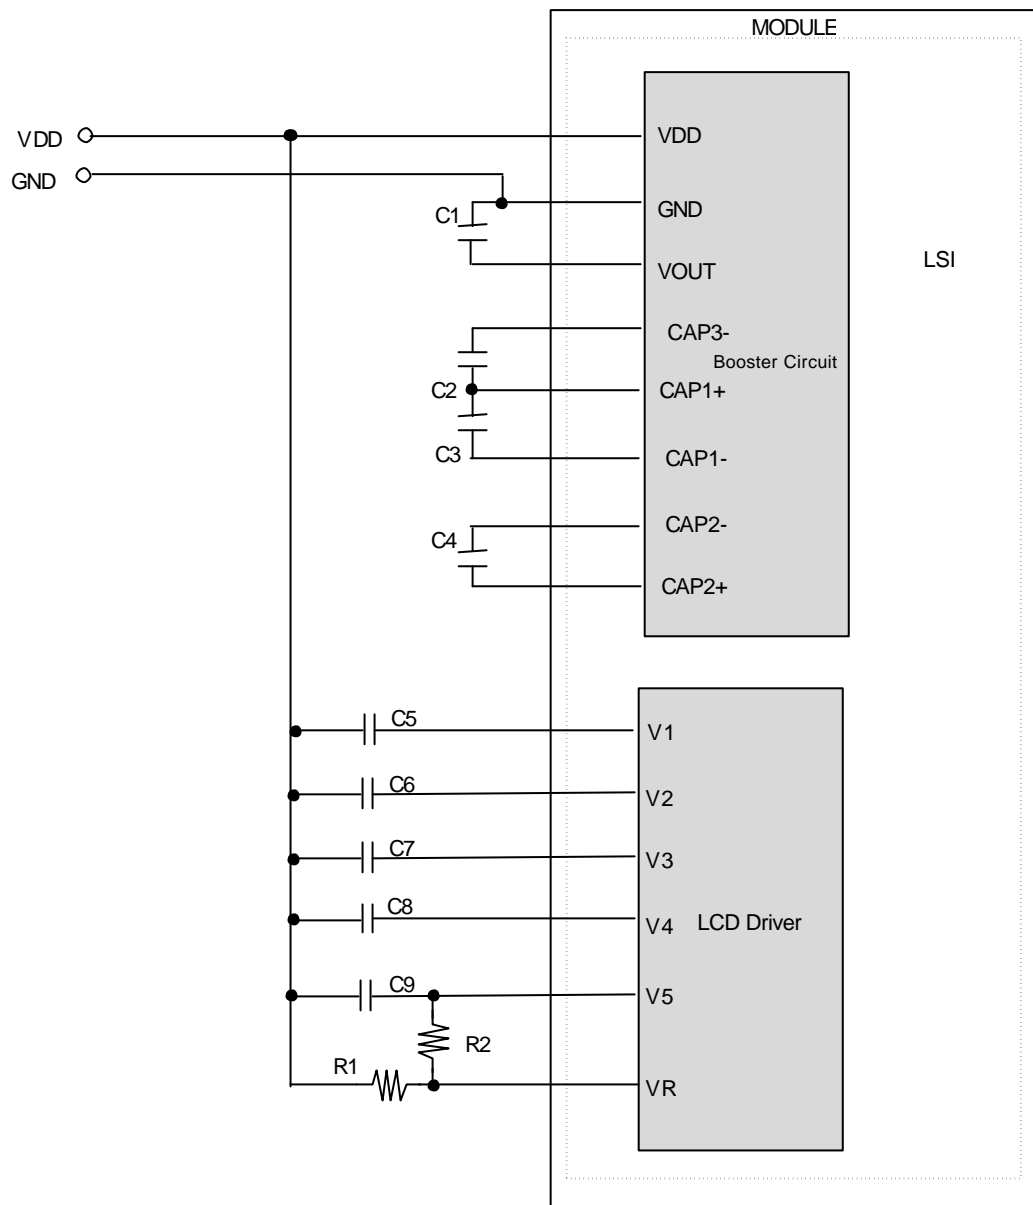 MODULE
VDD
VDD
GND
C1
GND
LSI
VOUT
CAP3-
Booster Circuit
C2
CAP1+
C3
CAP1-
CAP2-
C4
CAP2+
C5
V1
C6
V2
C7
V3
C8
V4
LCD Driver
C9
V5
R2
R1
VR